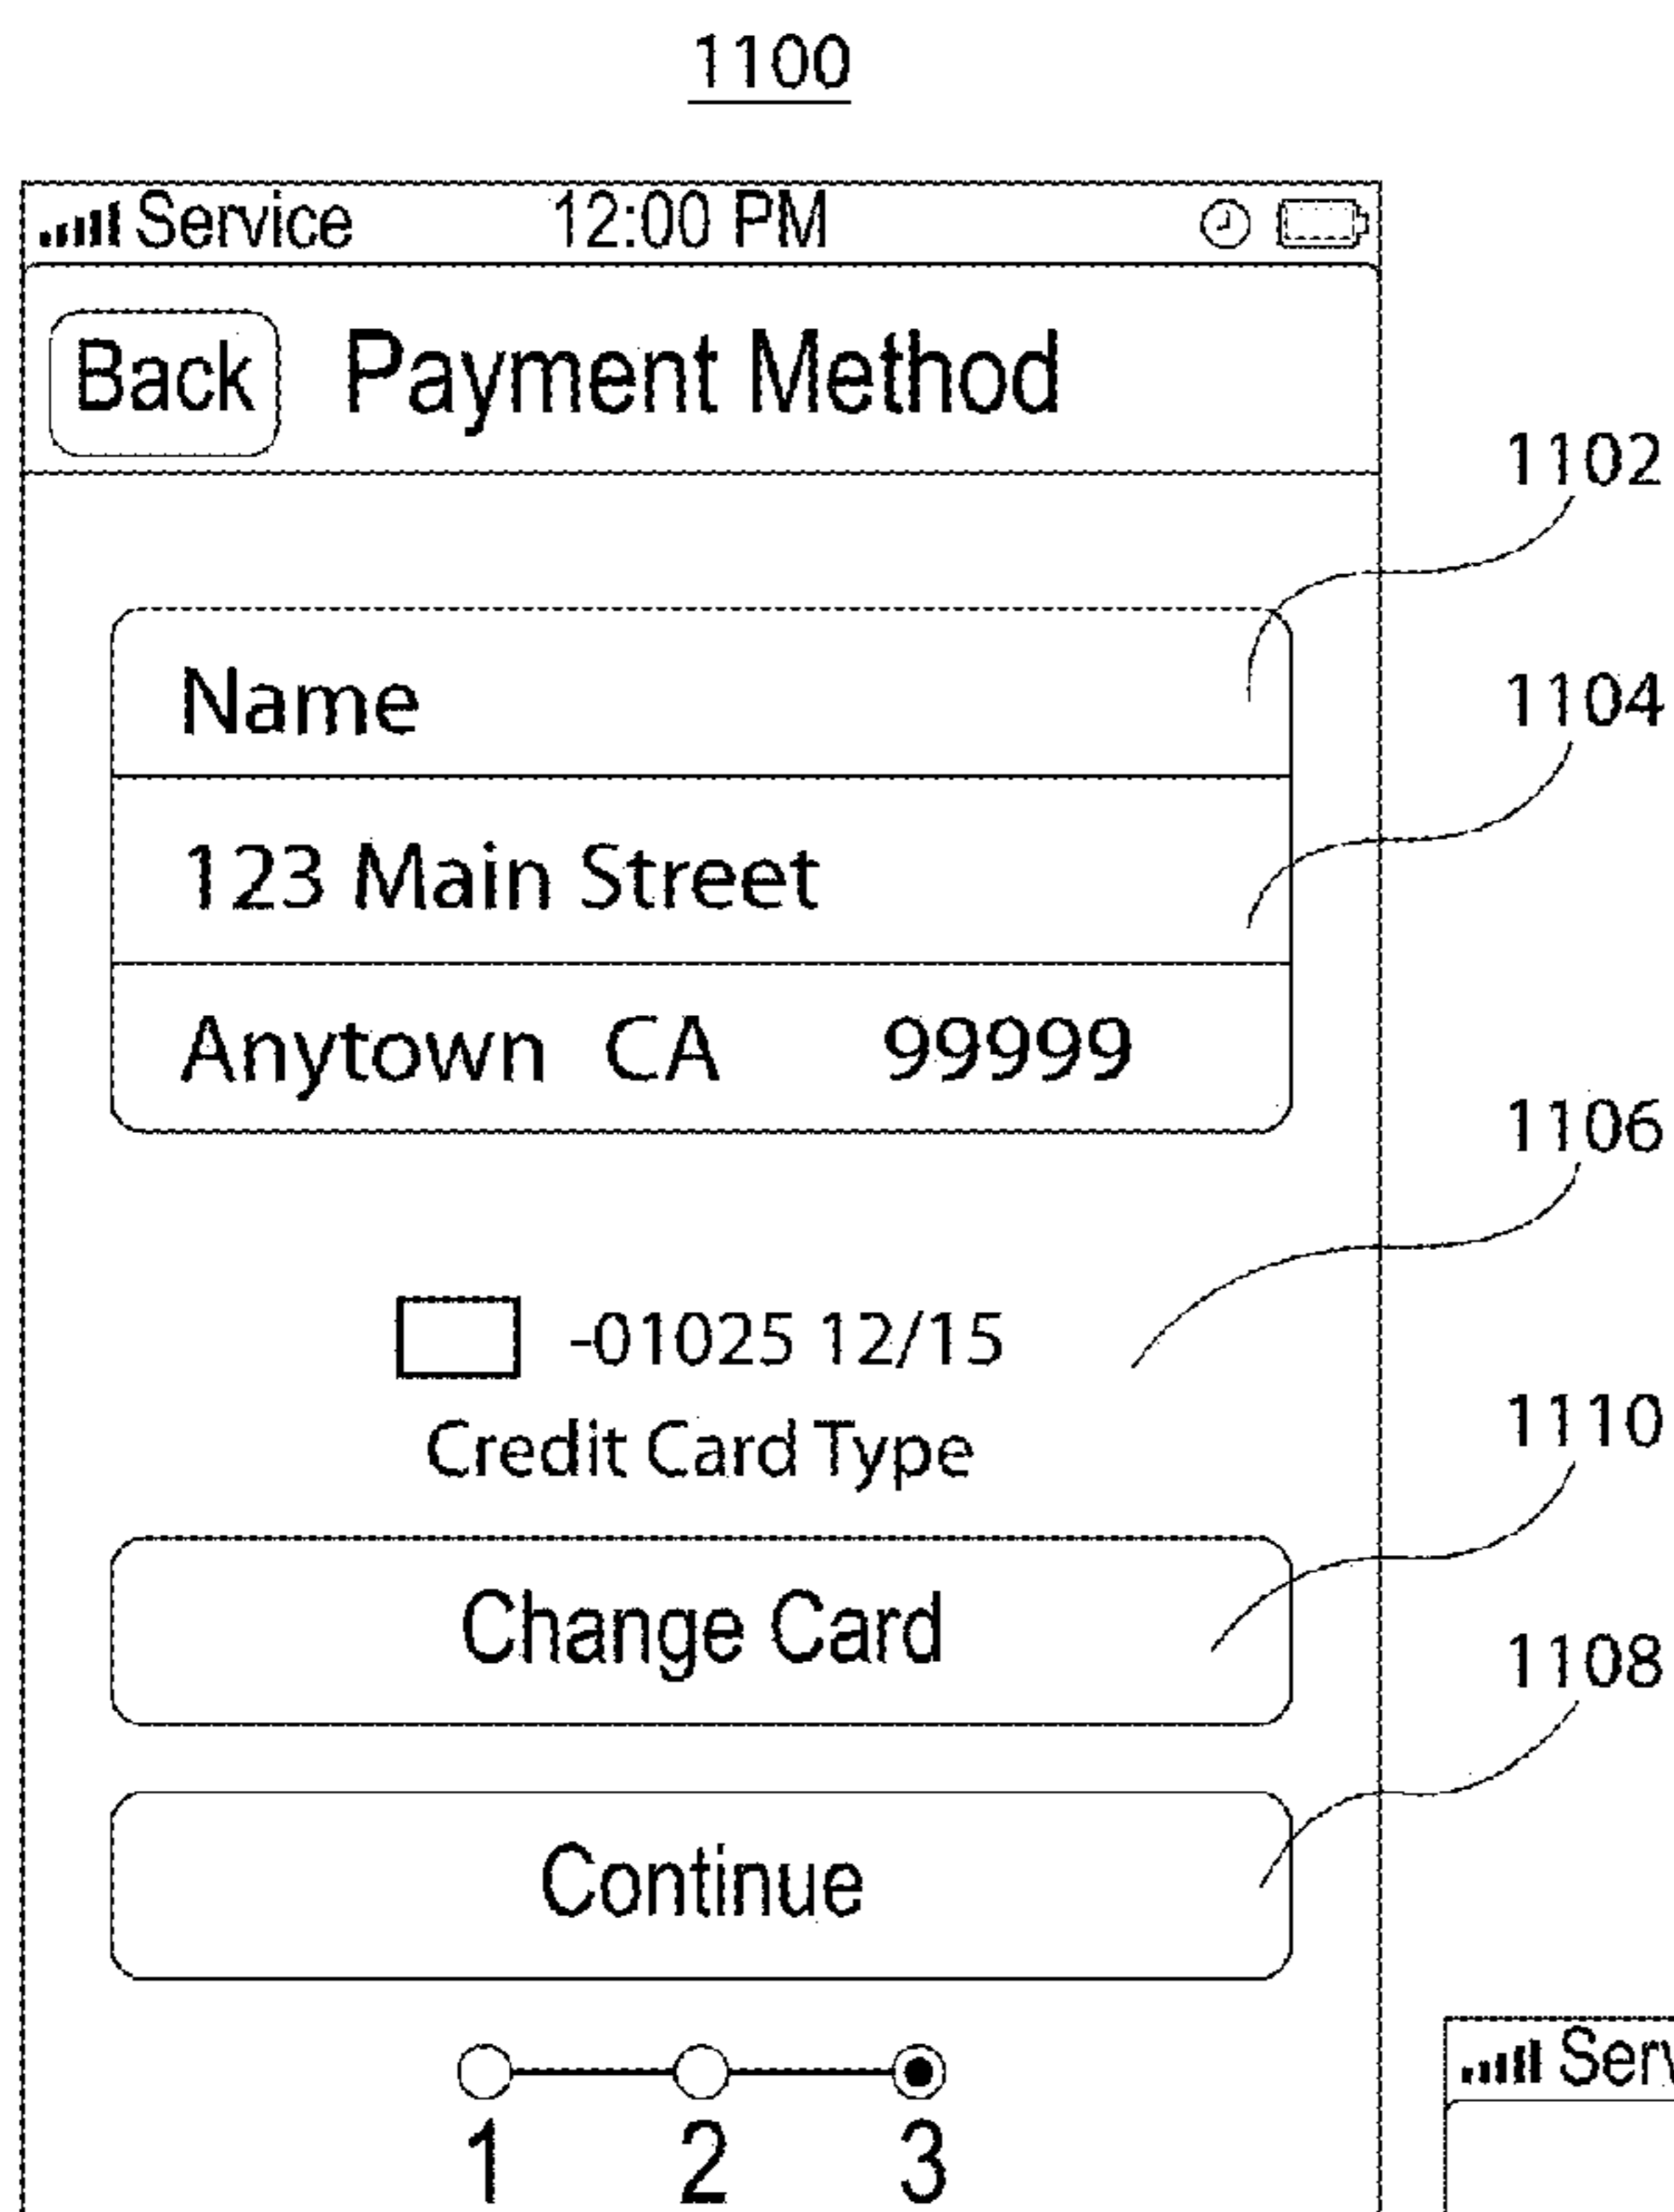 1100
Service 12:00 PM
Back Payment Method
1102
Name
1104
123 Main Street
Anytown CA 99999
1106
-01025 12/15
Credit Card Type
1110
Change Card
1108
Continue
1 2 3